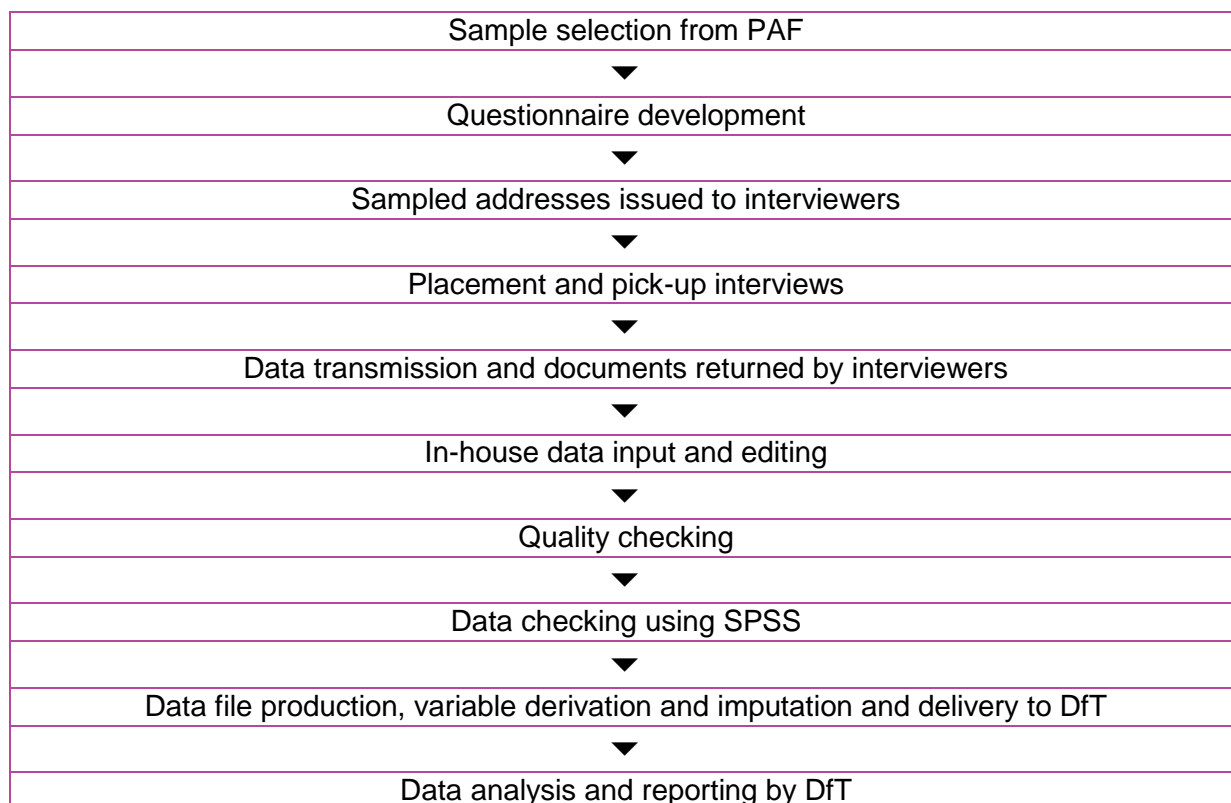 Sample selection from PAF
Questionnaire development
Sampled addresses issued to interviewers
Placement and pick-up interviews
Data transmission and documents returned by interviewers
In-house data input and editing
Quality checking
Data checking using SPSS
Data file production, variable derivation and imputation and delivery to DfT
Data analysis and reporting by DfT